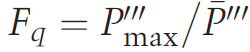 F_q = P‴_max / P̄‴